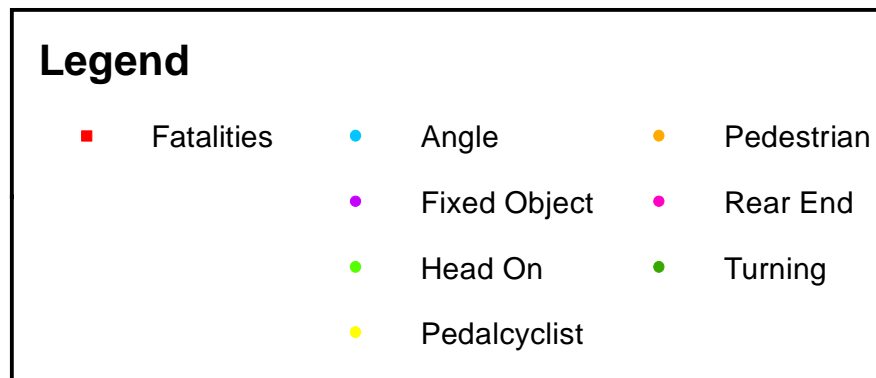 Legend
Fatalities
Angle
Fixed Object
Head On
Pedalcyclist
Pedestrian
Rear End
Turning